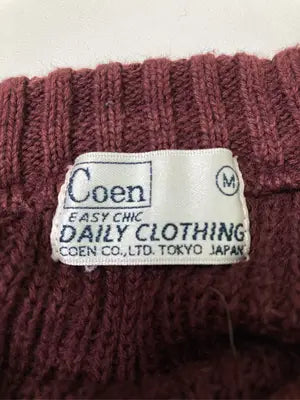 Coen
M
EASY CHIC
DAILY CLOTHING
COEN CO.,LTD. TOKYO JAPAN